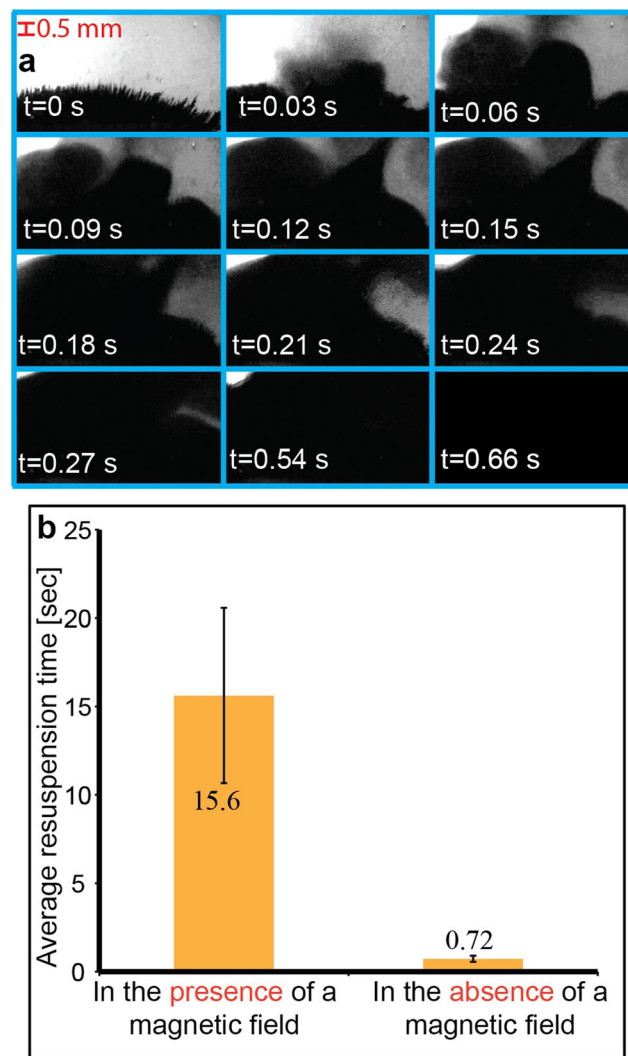 0.5 mm
a
t=0 s
t=0.03 s
t=0.06 s
t=0.09 s
t=0.12 s
t=0.15 s
t=0.18 s
t=0.21 s
t=0.24 s
t=0.27 s
t=0.54 s
t=0.66 s
b
Average resuspension time [sec]
25
20
15
10
5
0
15.6
0.72
In the presence of a
magnetic field
In the absence of a
magnetic field